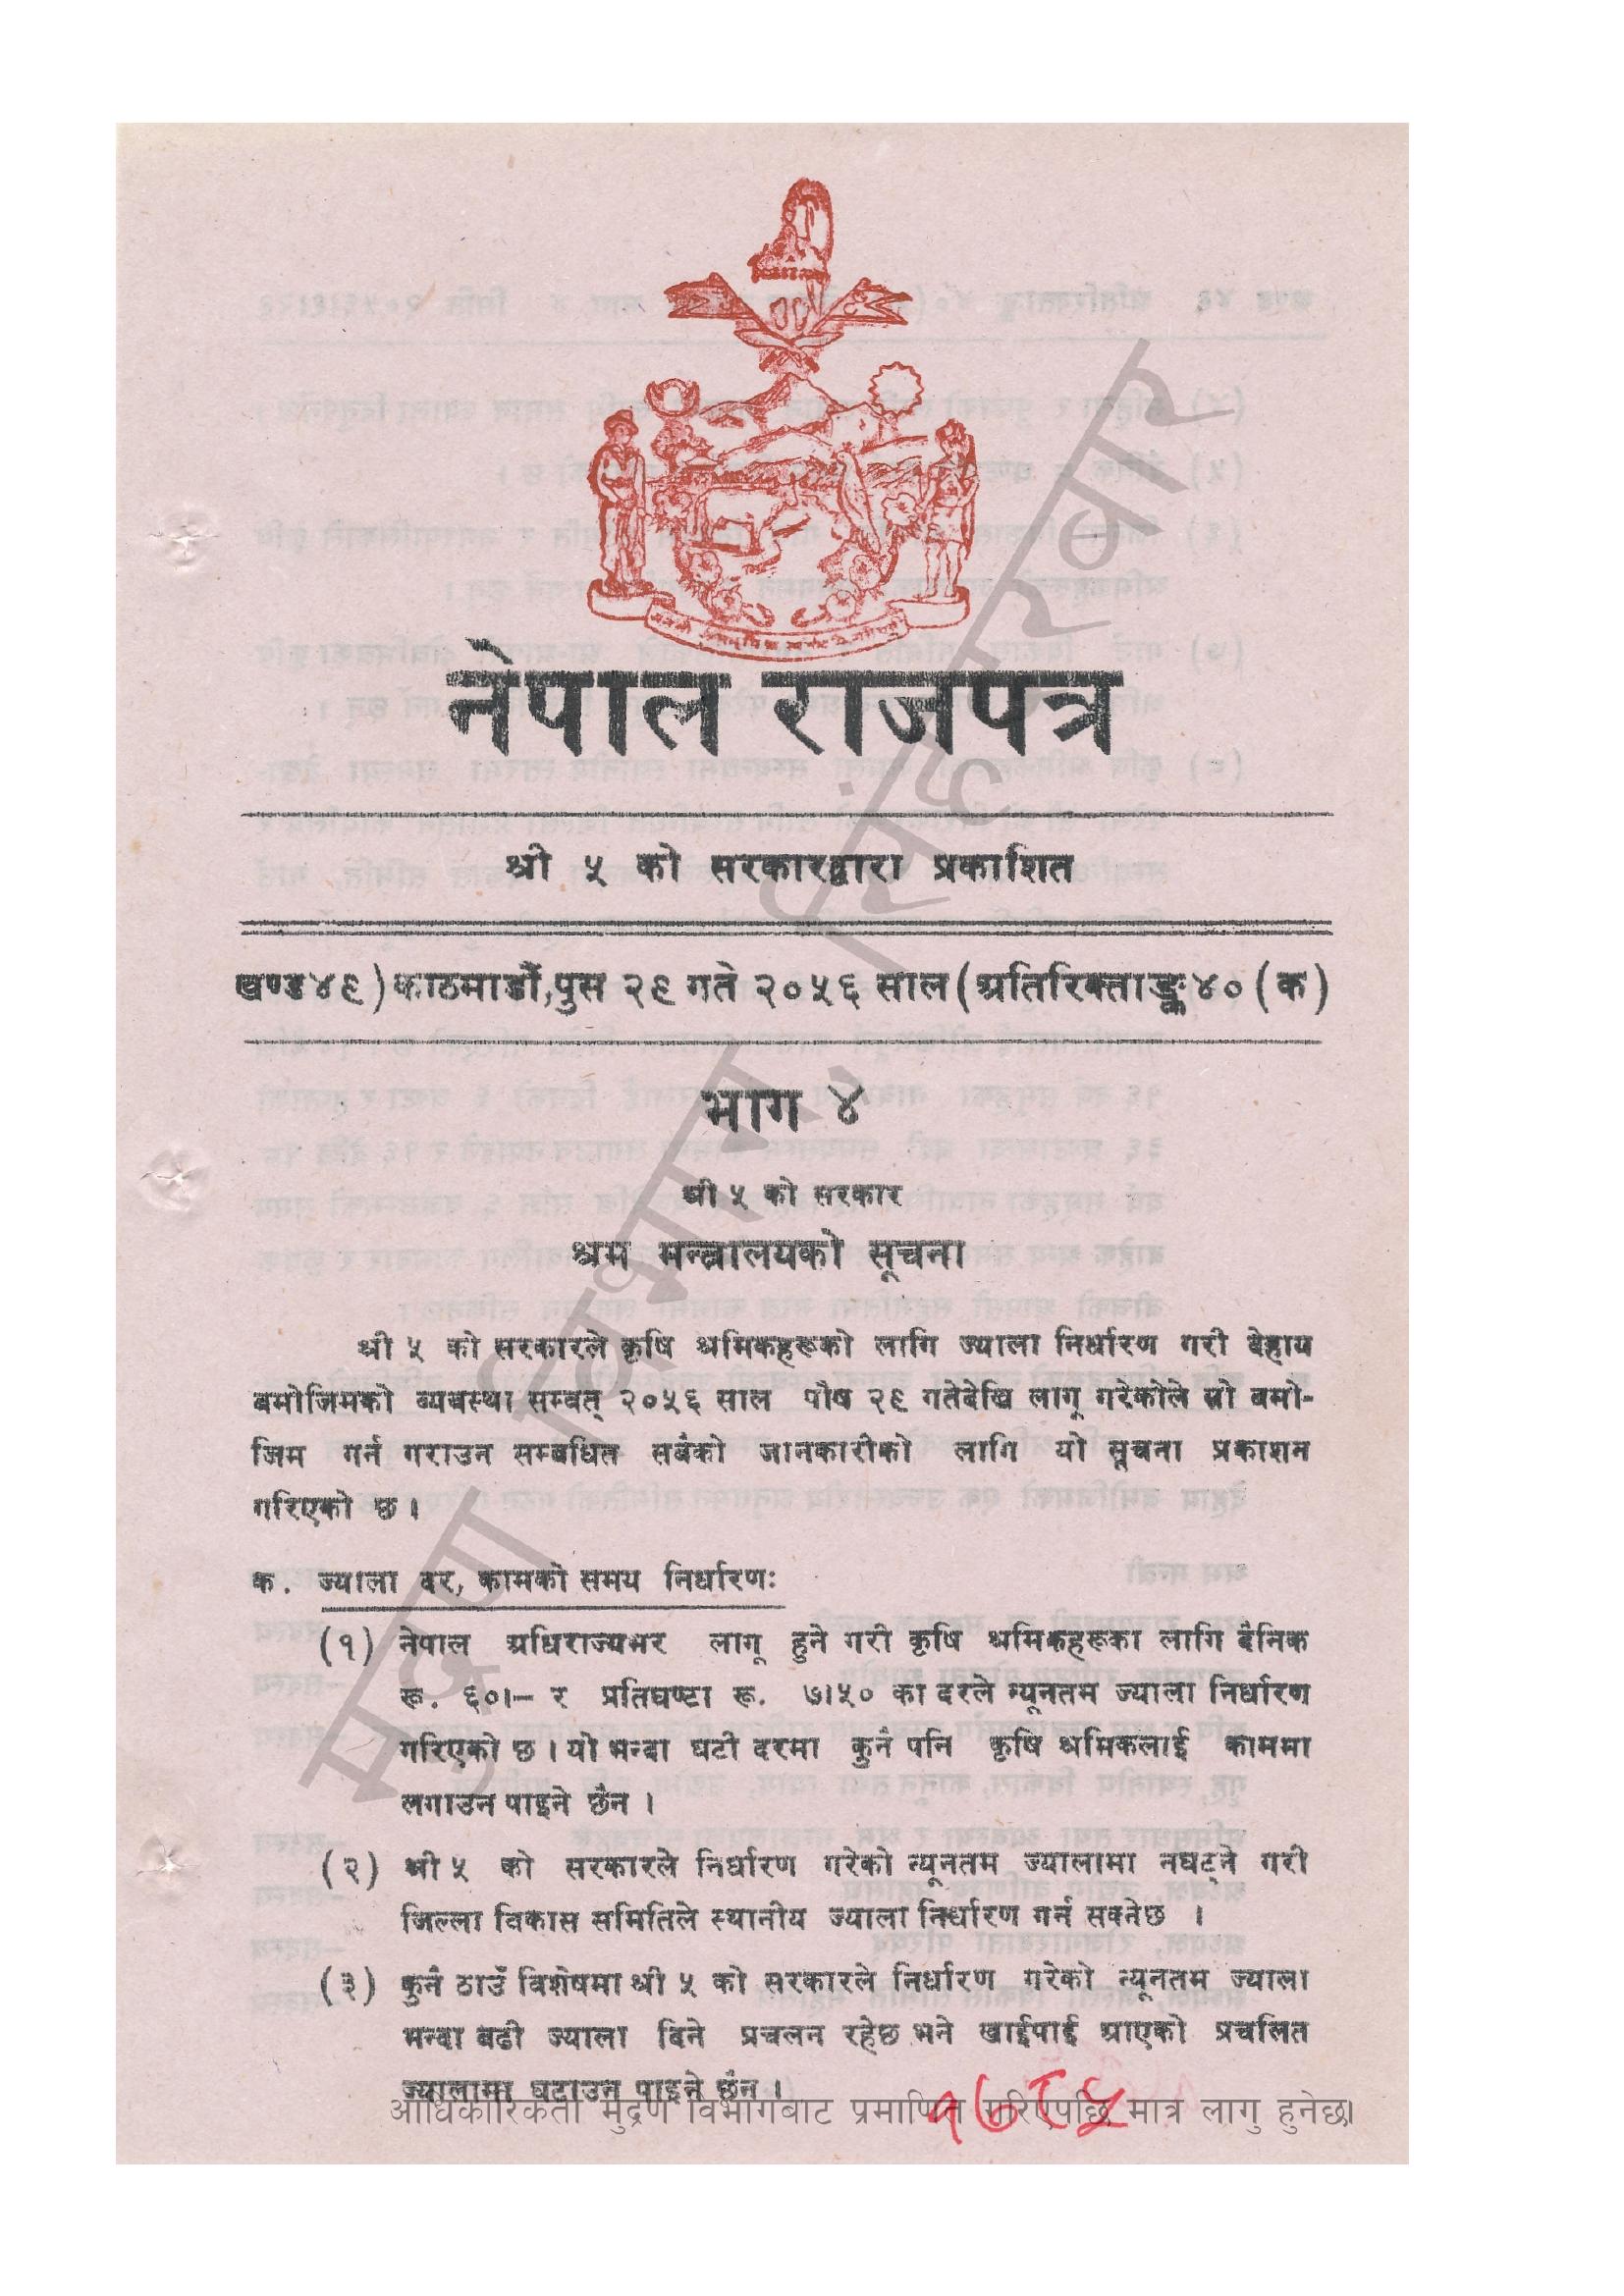 नेपाल राजपत्र
श्री ५ को सरकारद्वारा प्रकाशित
खण्ड ४९) काठमाडौं, पुस २९ गते २०५६ साल (अतिरिक्ताङ्क ४० (क)
भाग ४
श्री ५ को सरकार
श्रम मन्त्रालयको सूचना
श्री ५ को सरकारले कृषि श्रमिकहरूको लागि ज्याला निर्धारण गरी देहाय
बमोजिमको व्यवस्था सम्वत् २०५६ साल पौष २९ गतेदेखि लागू गरेकोले सो बमो-
जिम गर्न गराउन सम्बधित सबैको जानकारीको लागि यो सूचना प्रकाशन
गरिएको छ ।
क. ज्याला दर, कामको समय निर्धारणः
(१) नेपाल अधिराज्यभर लागू हुने गरी कृषि श्रमिकहरूका लागि दैनिक
रू. ६०।– र प्रतिघण्टा रू. ७।५० का दरले न्यूनतम ज्याला निर्धारण
गरिएको छ । यो भन्दा घटी दरमा कुनै पनि कृषि श्रमिकलाई काममा
लगाउन पाइने छैन ।
(२) श्री ५ को सरकारले निर्धारण गरेको न्यूनतम ज्यालामा नघट्ने गरी
जिल्ला विकास समितिले स्थानीय ज्याला निर्धारण गर्न सक्नेछ ।
(३) कुनै ठाउँ विशेषमा श्री ५ को सरकारले निर्धारण गरेको न्यूनतम ज्याला
भन्दा बढी ज्याला दिने प्रचलन रहेछ भने खाईपाई आएको प्रचलित
ज्यालामा घटाउन पाइने छैन ।
आधिकारिकता मुद्रण विभागबाट प्रमाणित गरिएपछि मात्र लागु हुनेछ।
मुद्रण विभाग, सिंहदरवार